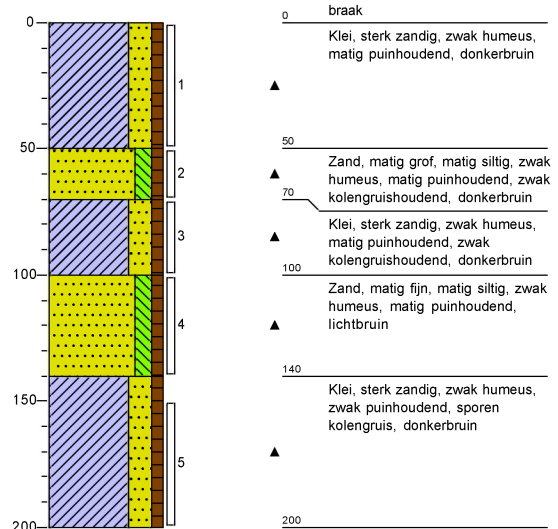 0
50
100
150
200
1
2
3
4
5
0
braak
Klei, sterk zandig, zwak humeus,
matig puinhoudend, donkerbruin
50
Zand, matig grof, matig siltig, zwak
humeus, matig puinhoudend, zwak
kolengruishoudend, donkerbruin
70
Klei, sterk zandig, zwak humeus,
matig puinhoudend, zwak
kolengruishoudend, donkerbruin
100
Zand, matig fijn, matig siltig, zwak
humeus, matig puinhoudend,
lichtbruin
140
Klei, sterk zandig, zwak humeus,
zwak puinhoudend, sporen
kolengruis, donkerbruin
200